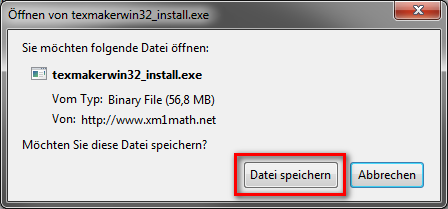 Öffnen von texmakerwin32_install.exe
Sie möchten folgende Datei öffnen:
texmakerwin32_install.exe
Vom Typ: Binary File (56,8 MB)
Von: http://www.xm1math.net
Möchten Sie diese Datei speichern?
Datei speichern
Abbrechen